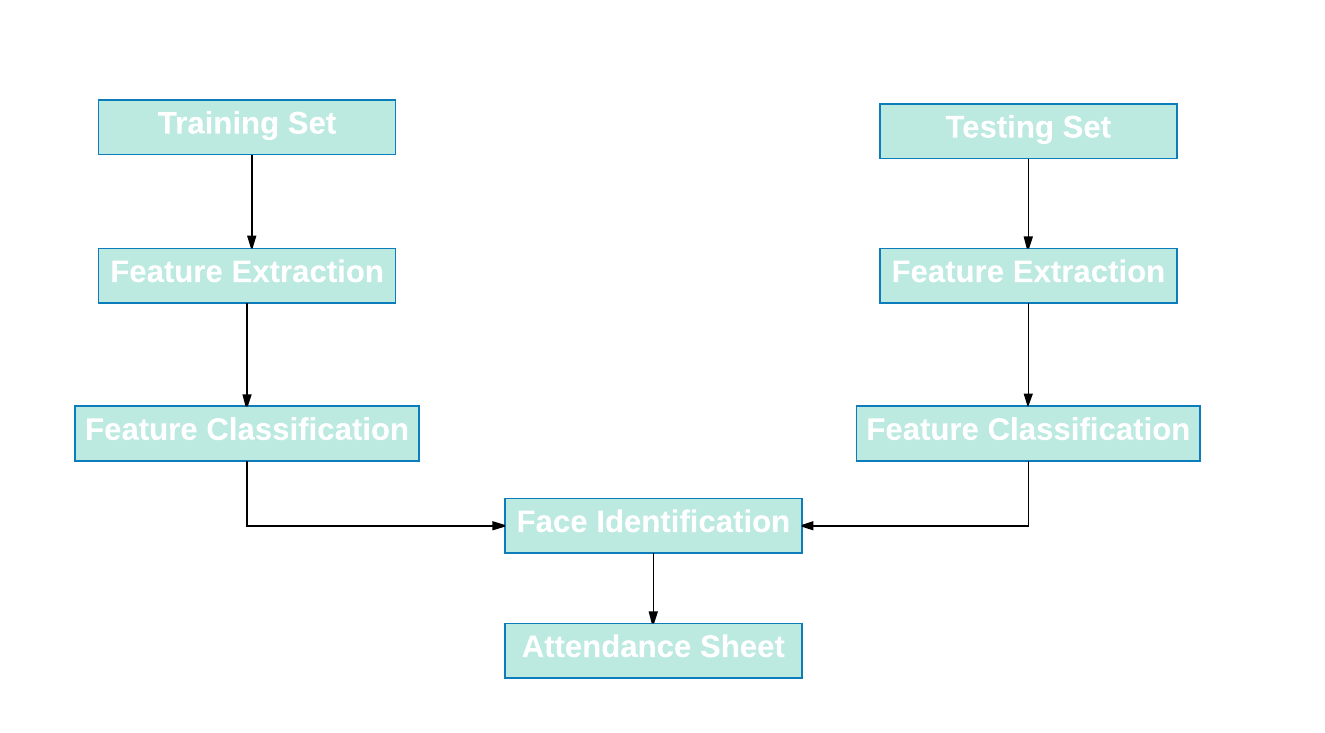 Training Set
Testing Set
Feature Extraction
Feature Extraction
Feature Classification
Feature Classification
Face Identification
Attendance Sheet